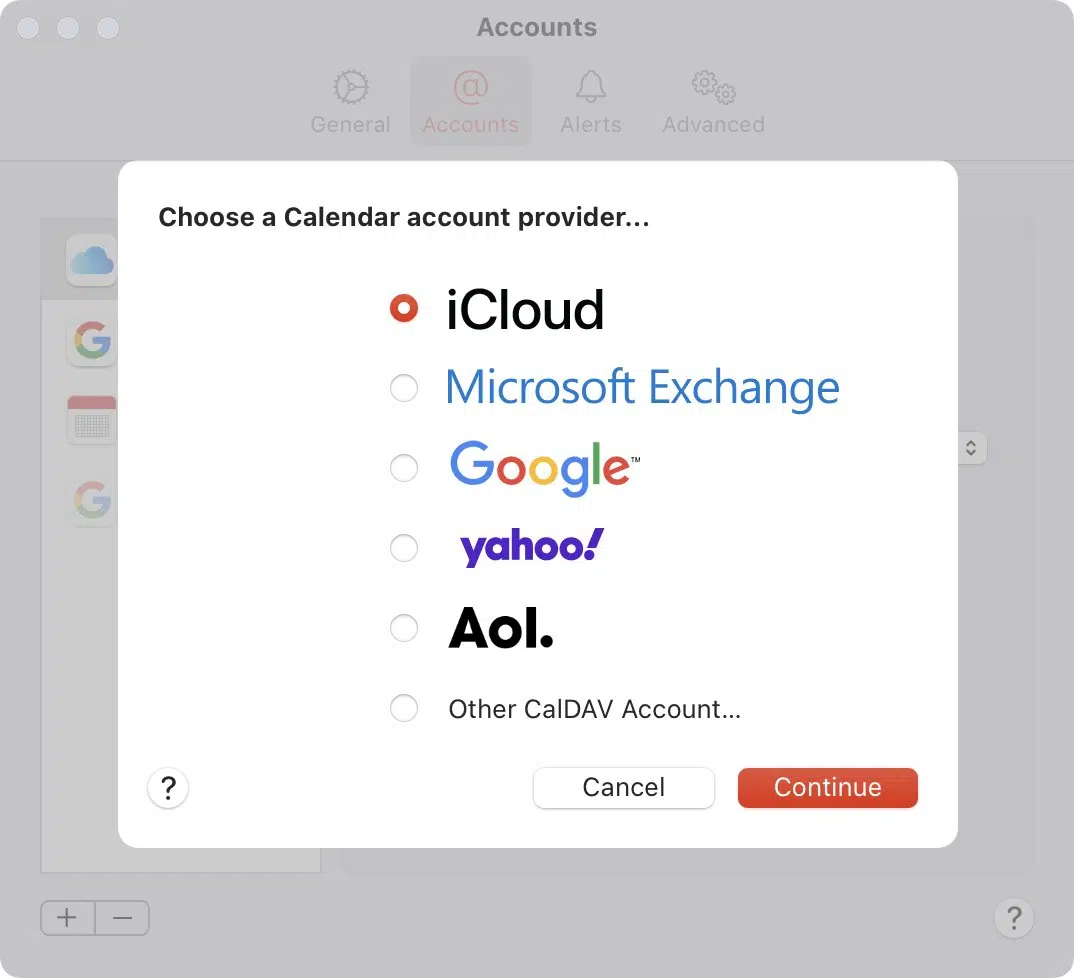 Accounts
General
Accounts
Alerts
Advanced
Choose a Calendar account provider...
iCloud
Microsoft Exchange
Google™
yahoo!
Aol.
Other CalDAV Account...
?
Cancel
Continue
?